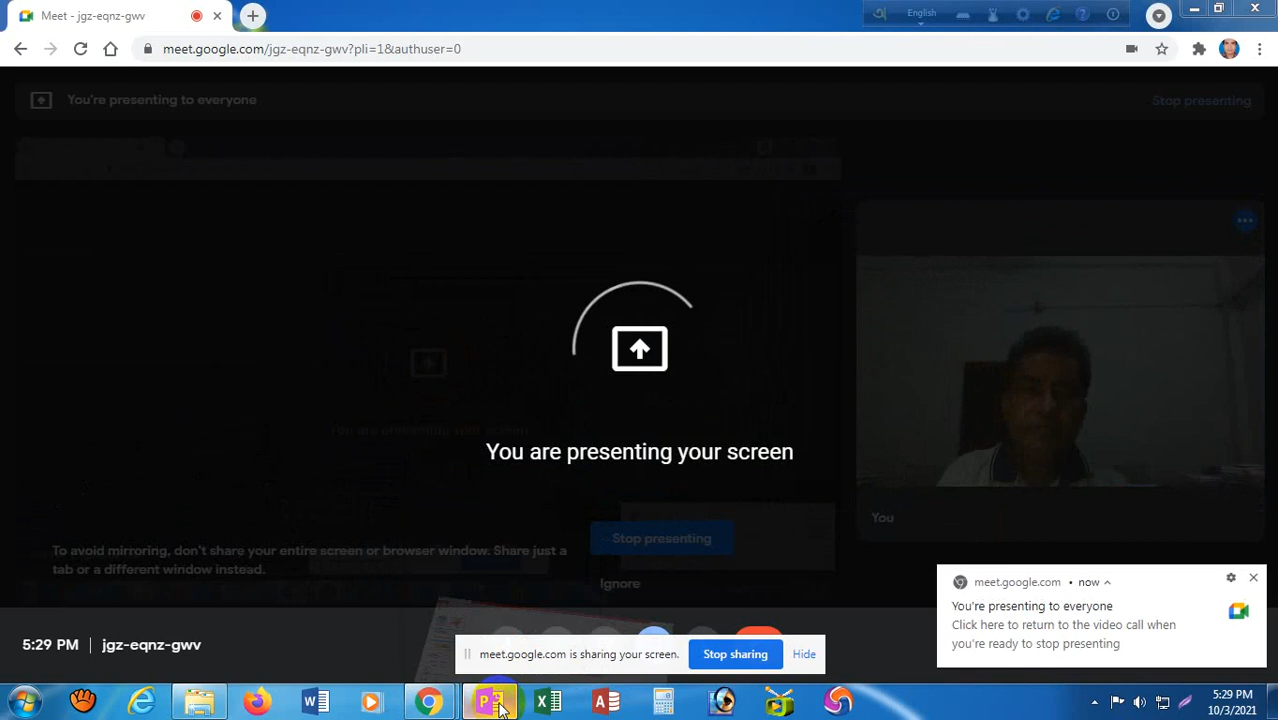 Meet - jgz-eqnz-gwv
English
meet.google.com/jgz-eqnz-gwv?pli=1&authuser=0
You're presenting to everyone
Stop presenting
You are presenting your screen
You
To avoid mirroring, don't share your entire screen or browser window. Share just a
tab or a different window instead.
Stop presenting
Ignore
meet.google.com • now
You're presenting to everyone
Click here to return to the video call when
you're ready to stop presenting
5:29 PM | jgz-eqnz-gwv
meet.google.com is sharing your screen.
Stop sharing
Hide
5:29 PM
10/3/2021